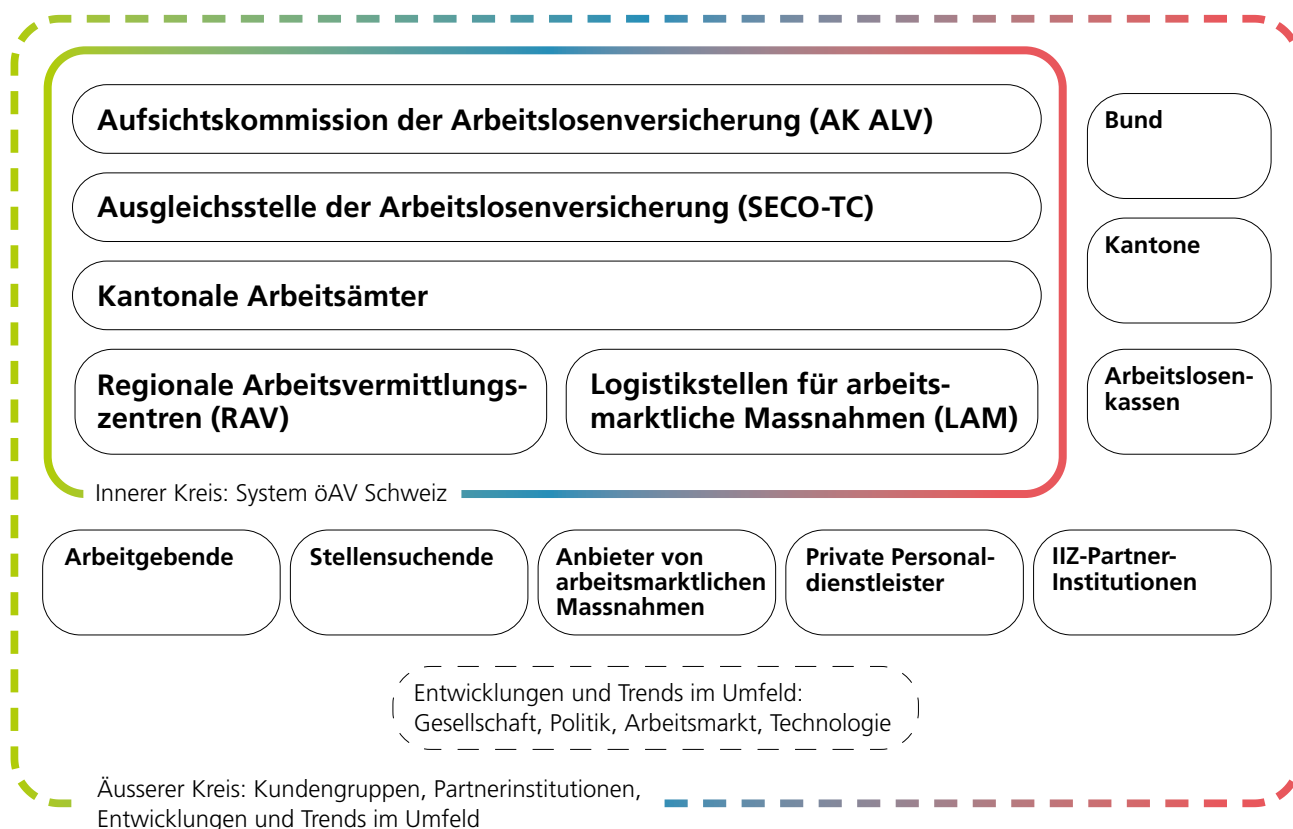 Aufsichtskommission der Arbeitslosenversicherung (AK ALV)
Ausgleichsstelle der Arbeitslosenversicherung (SECO-TC)
Kantonale Arbeitsämter
Regionale Arbeitsvermittlungs-
zentren (RAV)
Logistikstellen für arbeits-
marktliche Massnahmen (LAM)
Innerer Kreis: System öAV Schweiz
Bund
Kantone
Arbeitslosen-
kassen
Arbeitgebende
Stellensuchende
Anbieter von
arbeitsmarktlichen
Massnahmen
Private Personal-
dienstleister
IIZ-Partner-
Institutionen
Entwicklungen und Trends im Umfeld:
Gesellschaft, Politik, Arbeitsmarkt, Technologie
Äusserer Kreis: Kundengruppen, Partnerinstitutionen,
Entwicklungen und Trends im Umfeld